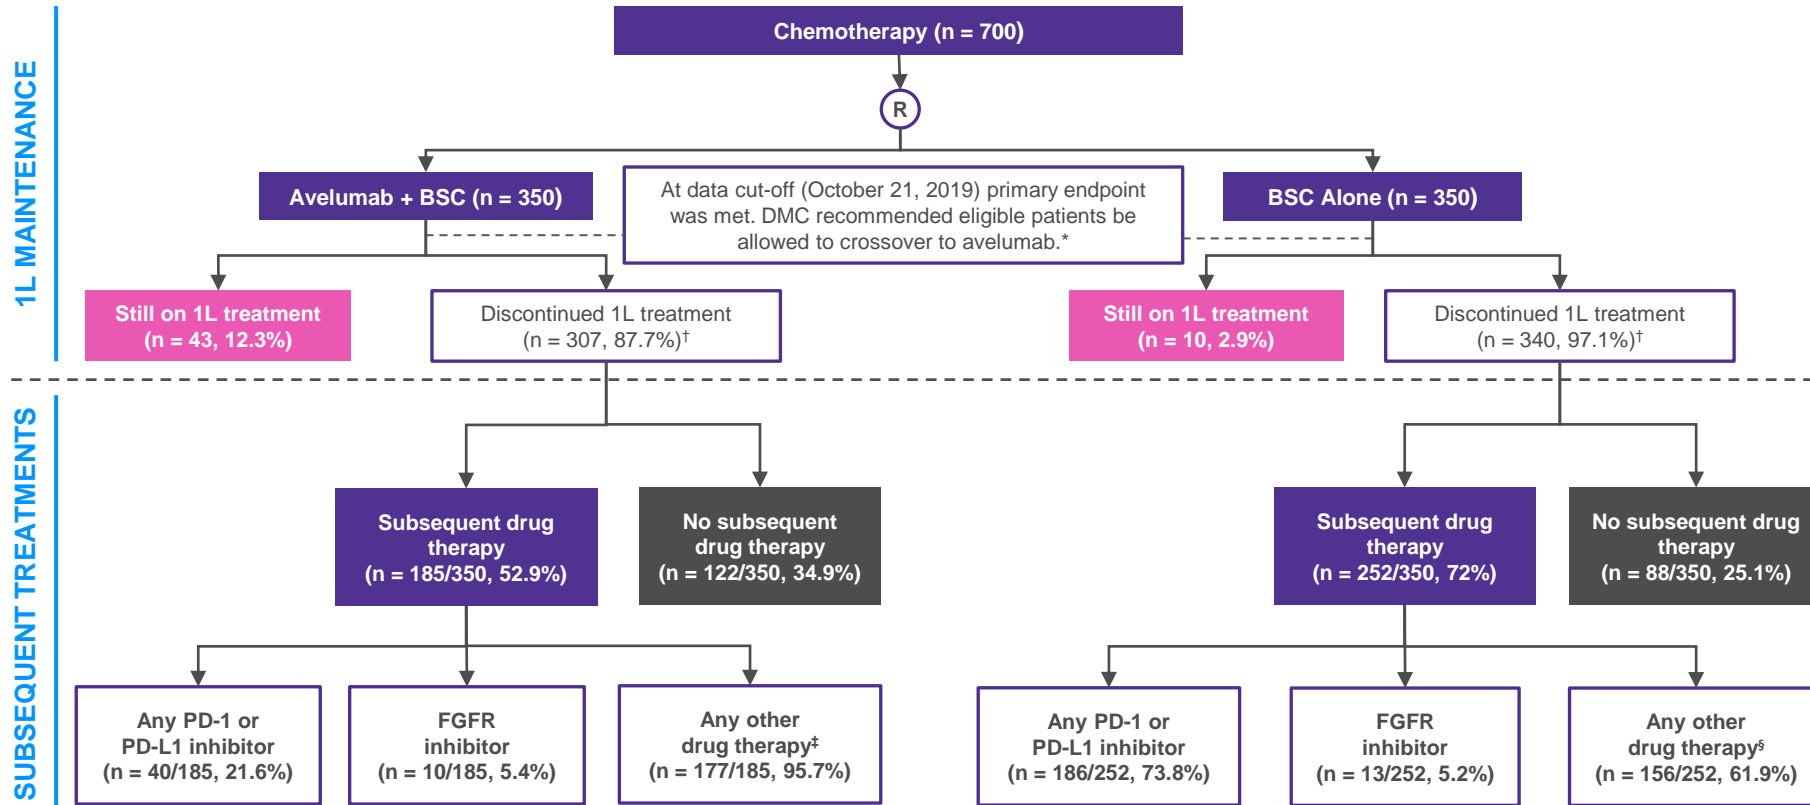 1L MAINTENANCE
Chemotherapy (n = 700)
R
Avelumab + BSC (n = 350)
At data cut-off (October 21, 2019) primary endpoint
was met. DMC recommended eligible patients be
allowed to crossover to avelumab.*
BSC Alone (n = 350)
Still on 1L treatment
(n = 43, 12.3%)
Discontinued 1L treatment
(n = 307, 87.7%)†
Still on 1L treatment
(n = 10, 2.9%)
Discontinued 1L treatment
(n = 340, 97.1%)†
SUBSEQUENT TREATMENTS
Subsequent drug
therapy
(n = 185/350, 52.9%)
No subsequent
drug therapy
(n = 122/350, 34.9%)
Subsequent drug
therapy
(n = 252/350, 72%)
No subsequent drug
therapy
(n = 88/350, 25.1%)
Any PD-1 or
PD-L1 inhibitor
(n = 40/185, 21.6%)
FGFR
inhibitor
(n = 10/185, 5.4%)
Any other
drug therapy‡
(n = 177/185, 95.7%)
Any PD-1 or
PD-L1 inhibitor
(n = 186/252, 73.8%)
FGFR
inhibitor
(n = 13/252, 5.2%)
Any other
drug therapy§
(n = 156/252, 61.9%)